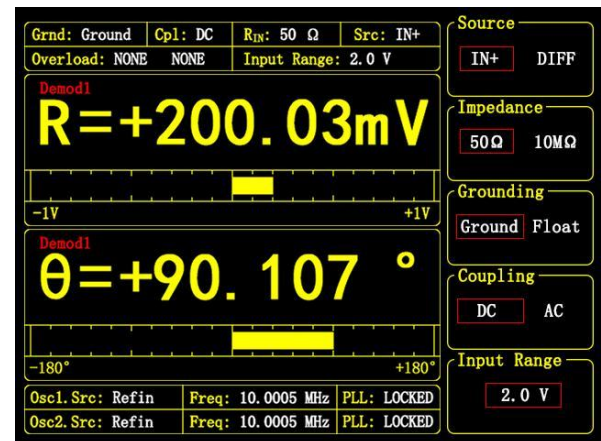 Grnd: Ground Cpl: DC R_IN: 50 Ω Src: IN+
Overload: NONE NONE Input Range: 2.0 V
Demod1
R=+200.03mV
-1V +1V
Demod1
θ=+90.107 °
-180° +180°
Osc1.Src: Refin Freq: 10.0005 MHz PLL: LOCKED
Osc2.Src: Refin Freq: 10.0005 MHz PLL: LOCKED
Source
IN+ DIFF
Impedance
50Ω 10MΩ
Grounding
Ground Float
Coupling
DC AC
Input Range
2.0 V